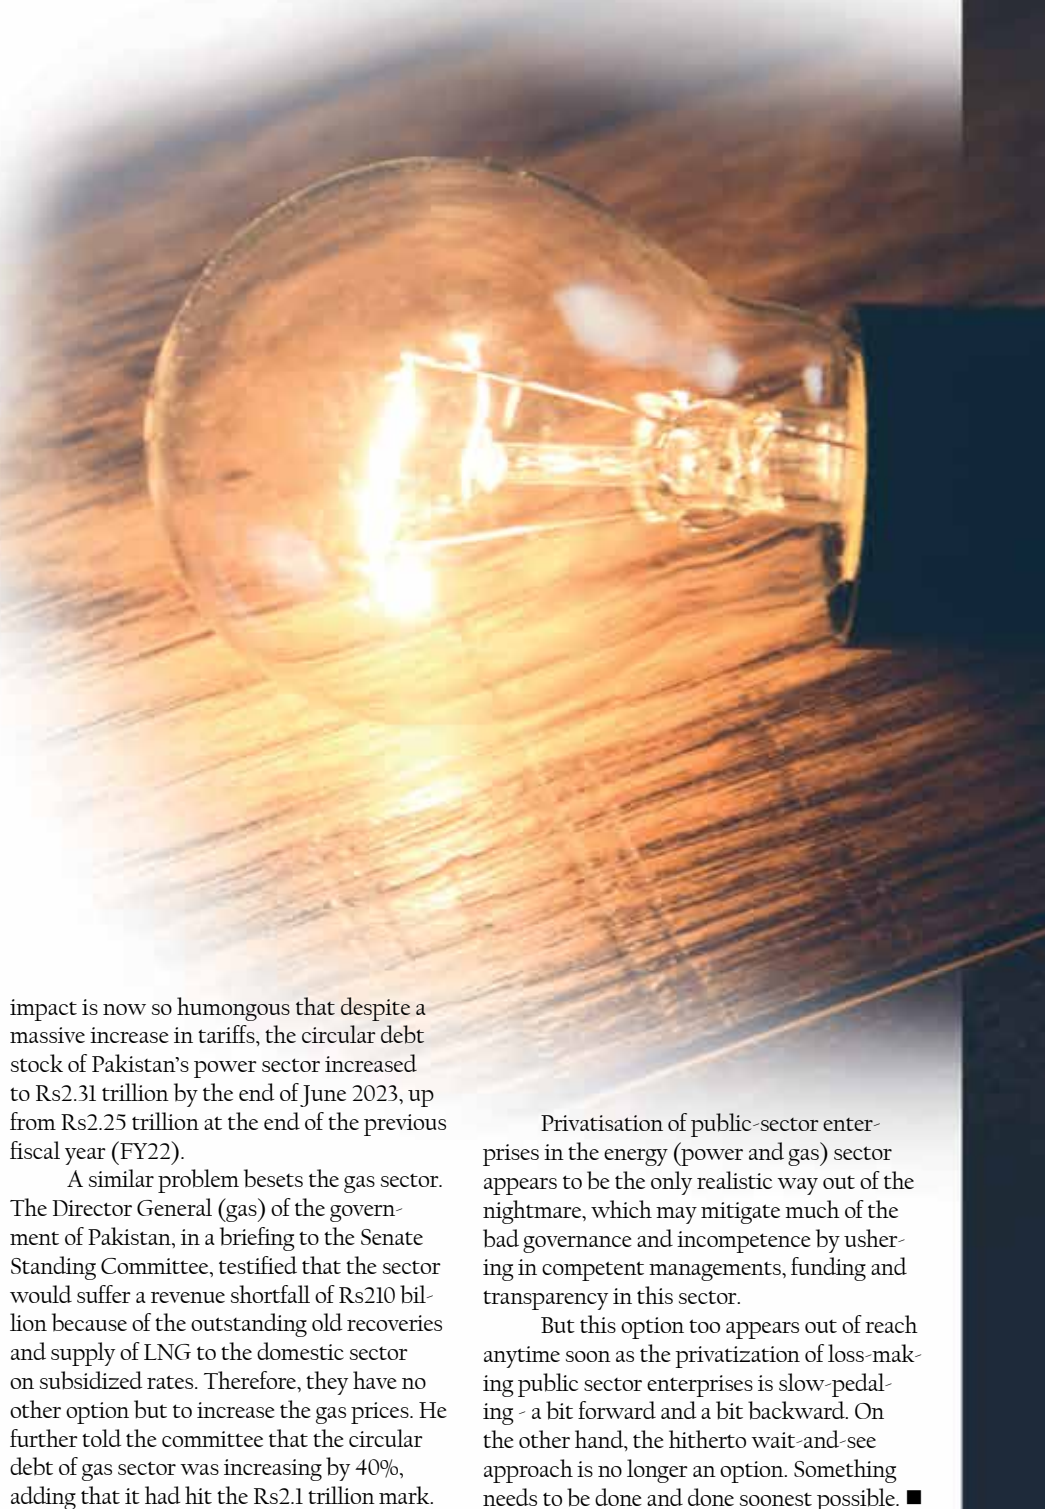 impact is now so humongous that despite a
massive increase in tariffs, the circular debt
stock of Pakistan's power sector increased
to Rs2.31 trillion by the end of June 2023, up
from Rs2.25 trillion at the end of the previous
fiscal year (FY22).
A similar problem besets the gas sector.
The Director General (gas) of the govern-
ment of Pakistan, in a briefing to the Senate
Standing Committee, testified that the sector
would suffer a revenue shortfall of Rs210 bil-
lion because of the outstanding old recoveries
and supply of LNG to the domestic sector
on subsidized rates. Therefore, they have no
other option but to increase the gas prices. He
further told the committee that the circular
debt of gas sector was increasing by 40%,
adding that it had hit the Rs2.1 trillion mark.
Privatisation of public-sector enter-
prises in the energy (power and gas) sector
appears to be the only realistic way out of the
nightmare, which may mitigate much of the
bad governance and incompetence by usher-
ing in competent managements, funding and
transparency in this sector.
But this option too appears out of reach
anytime soon as the privatization of loss-mak-
ing public sector enterprises is slow-pedal-
ing - a bit forward and a bit backward. On
the other hand, the hitherto wait-and-see
approach is no longer an option. Something
needs to be done and done soonest possible. ■